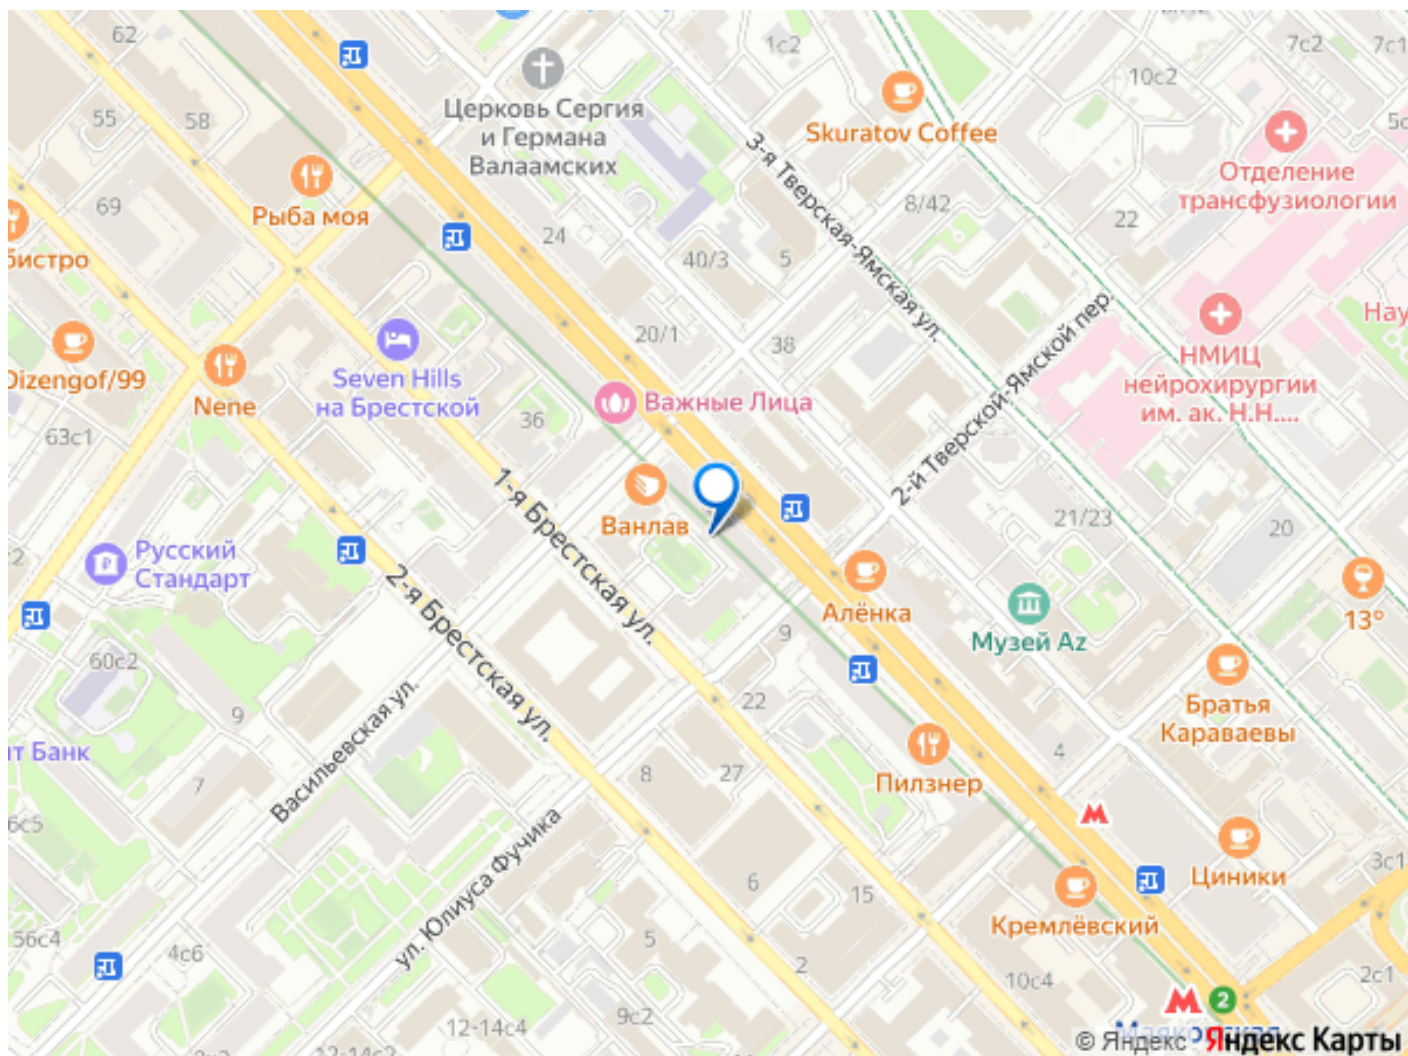 62
1с2
7с2
7с1
10с2
Церковь Сергия
и Германа
Валаамских
Skuratov Coffee
55
58
5с
3-я Тверская-Ямская ул.
Отделение
трансфузиологии
Рыба моя
69
8/42
22
24
40/3
5
бистро
2-й Тверской-Ямской пер.
20/1
38
НМИЦ
нейрохирургии
им. ак. Н.Н....
Нау
Dizengof/99
Seven Hills
на Брестской
Nene
Важные Лица
36
63с1
1-я Брестская ул.
Ванлав
21/23
20
Русский
Стандарт
2
2-я Брестская ул.
Алёнка
Музей Az
13°
9
60с2
9
22
Васильевская ул.
Братья
Караваевы
т Банк
7
8
27
Пилзнер
4
6с5
ул. Юлиуса Фучика
6
15
Циники
3с1
Кремлёвский
56с4
4с6
5
2
10с4
2с1
2
9с2
12-14с4
12-14с2
Маяковская
© Яндекс Яндекс Карты